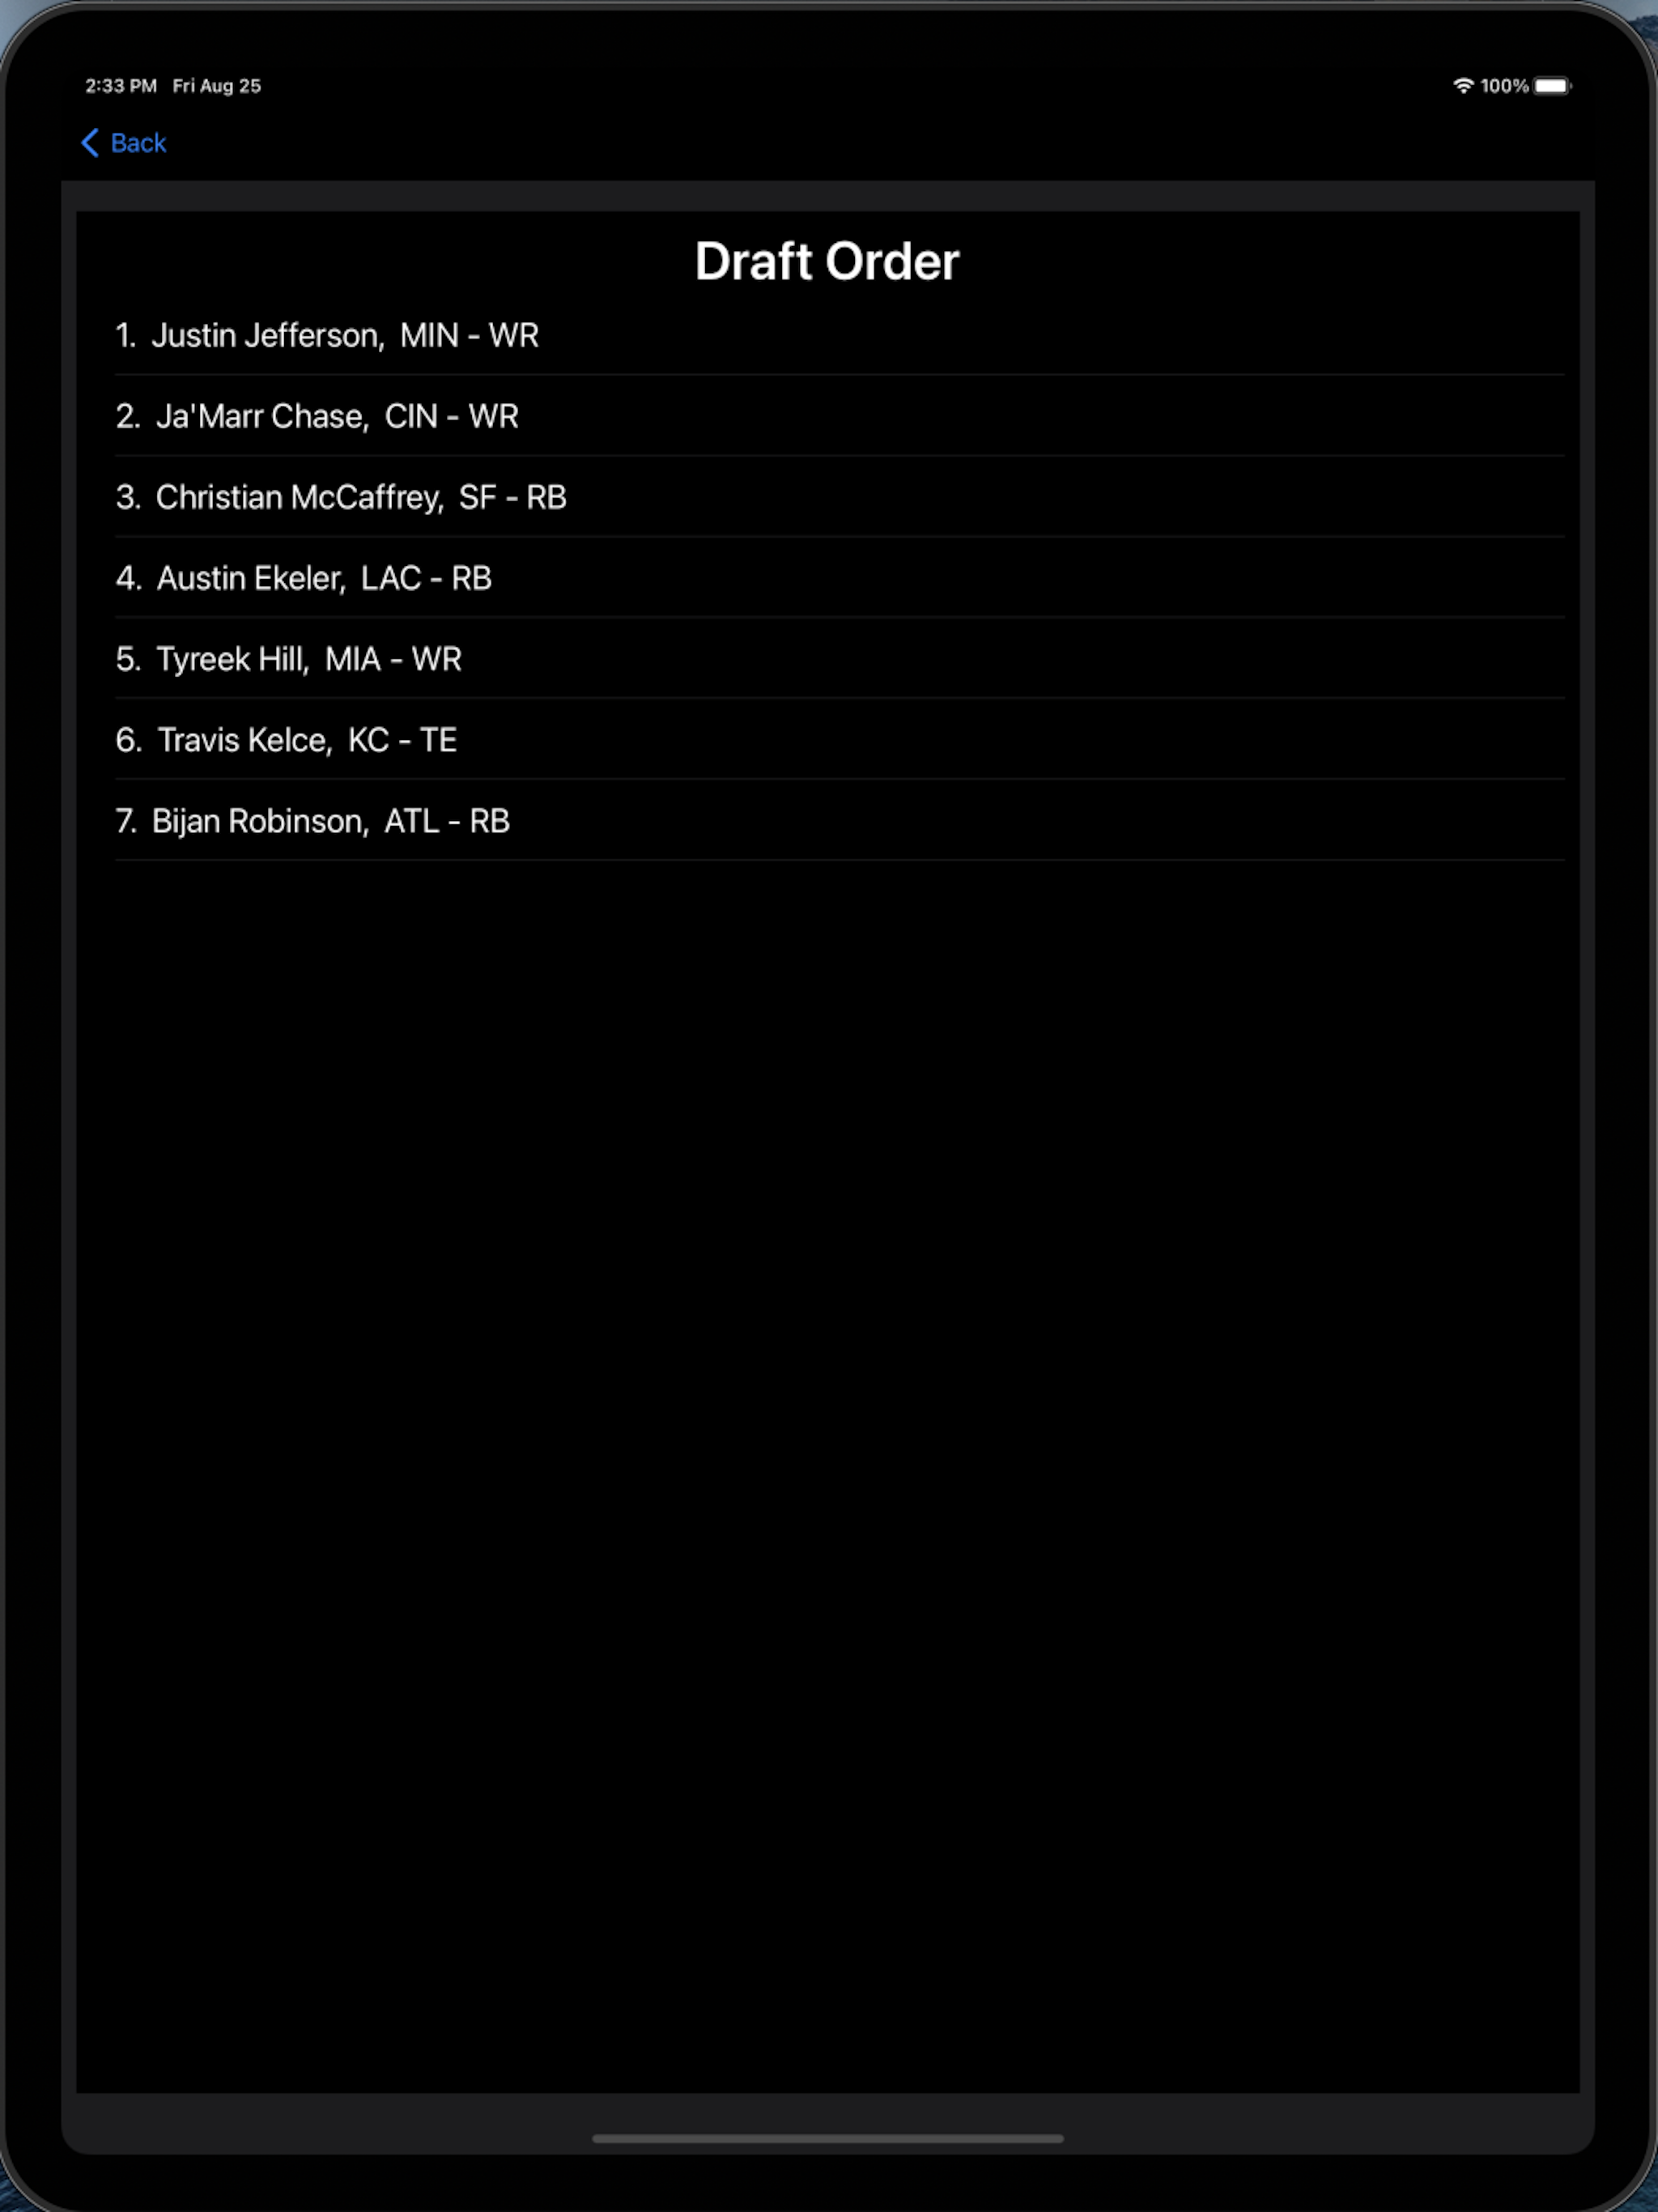 2:33 PM Fri Aug 25
100%
Back
Draft Order
1. Justin Jefferson, MIN - WR
2. Ja'Marr Chase, CIN - WR
3. Christian McCaffrey, SF - RB
4. Austin Ekeler, LAC - RB
5. Tyreek Hill, MIA - WR
6. Travis Kelce, KC - TE
7. Bijan Robinson, ATL - RB